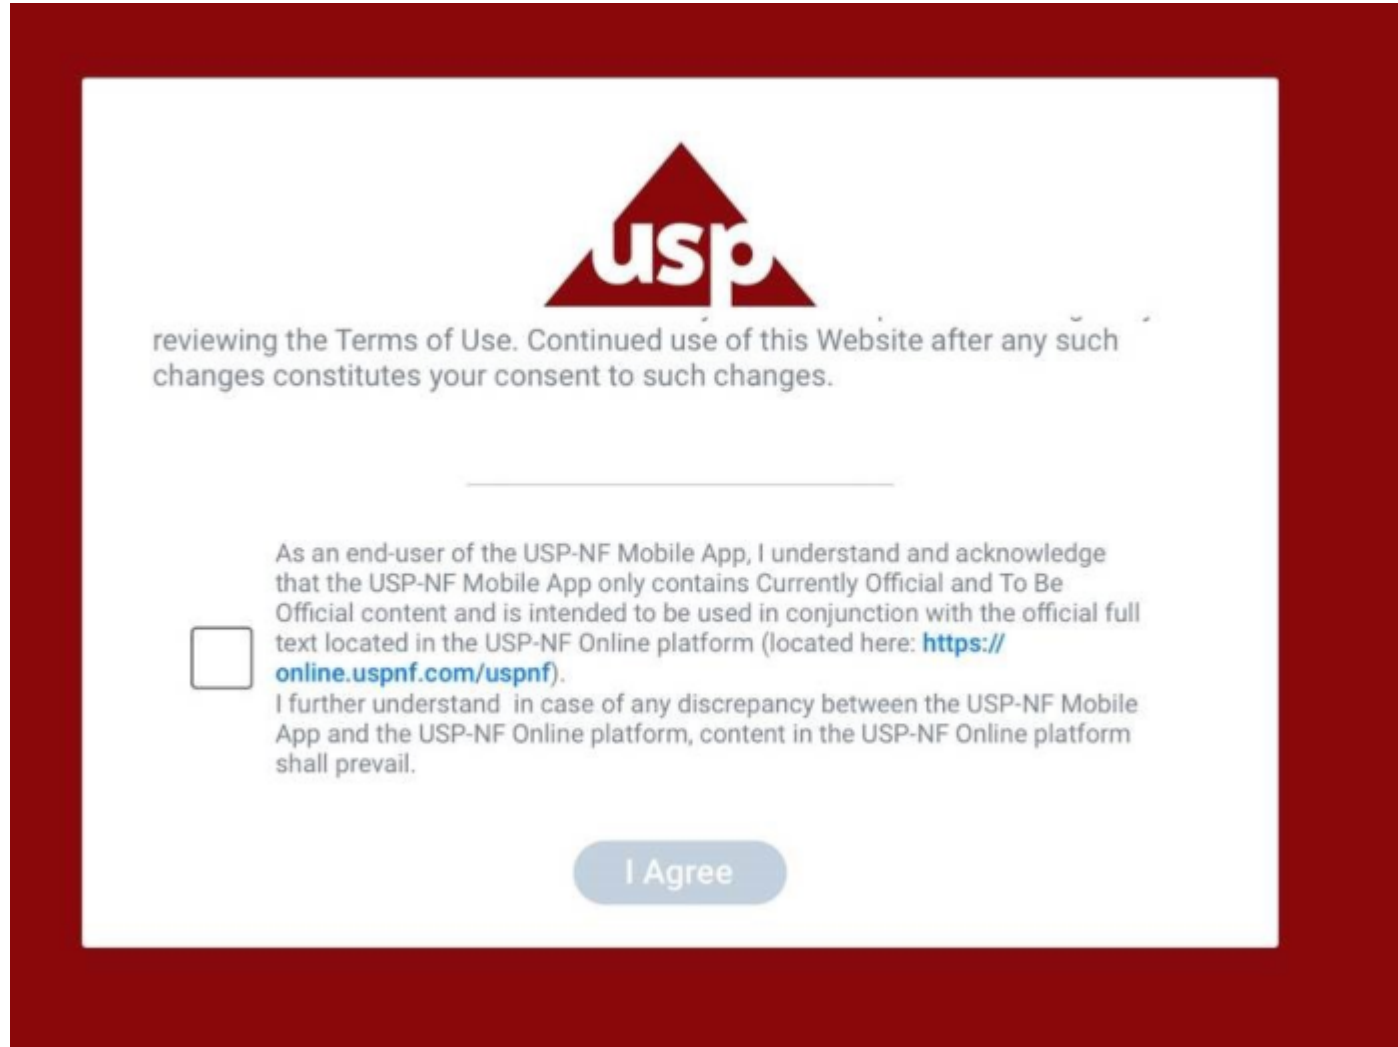 usp
reviewing the Terms of Use. Continued use of this Website after any such
changes constitutes your consent to such changes.
As an end-user of the USP-NF Mobile App, I understand and acknowledge
that the USP-NF Mobile App only contains Currently Official and To Be
Official content and is intended to be used in conjunction with the official full
text located in the USP-NF Online platform (located here: https://
online.uspnf.com/uspnf).
I further understand  in case of any discrepancy between the USP-NF Mobile
App and the USP-NF Online platform, content in the USP-NF Online platform
shall prevail.
I Agree